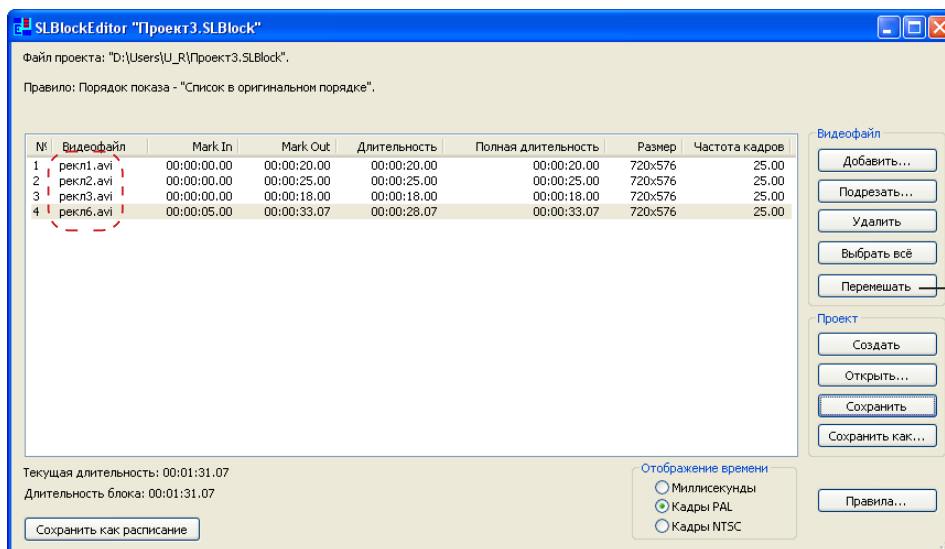 SLBlockEditor "Проект3.SLBlock"
Файл проекта: "D:\Users\U_R\Проект3.SLBlock".
Правило: Порядок показа - "Список в оригинальном порядке".
№ Видеофайл Mark In Mark Out Длительность Полная длительность Размер Частота кадров
1 рекл1.avi 00:00:00.00 00:00:20.00 00:00:20.00 00:00:20.00 720x576 25.00
2 рекл2.avi 00:00:00.00 00:00:25.00 00:00:25.00 00:00:25.00 720x576 25.00
3 рекл3.avi 00:00:00.00 00:00:18.00 00:00:18.00 00:00:18.00 720x576 25.00
4 рекл6.avi 00:00:05.00 00:00:33.07 00:00:28.07 00:00:33.07 720x576 25.00
Видеофайл
Добавить...
Подрезать...
Удалить
Выбрать всё
Перемешать
Проект
Создать
Открыть...
Сохранить
Сохранить как...
Текущая длительность: 00:01:31.07
Длительность блока: 00:01:31.07
Сохранить как расписание
Отображение времени
Миллисекунды
Кадры PAL
Кадры NTSC
Правила...